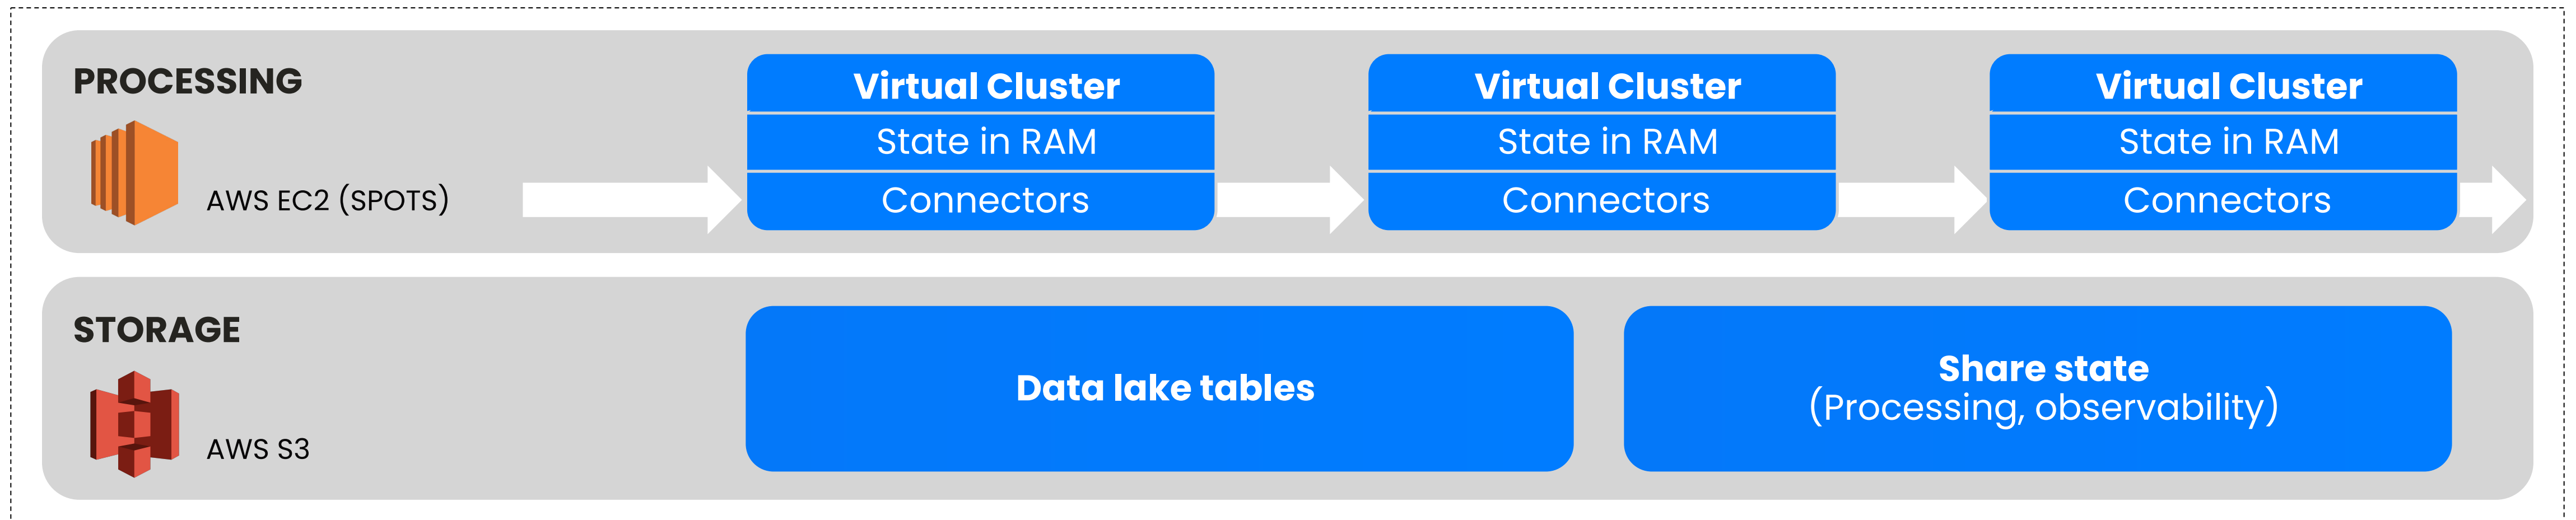 PROCESSING
AWS EC2 (SPOTS)
Virtual Cluster
State in RAM
Connectors
Virtual Cluster
State in RAM
Connectors
Virtual Cluster
State in RAM
Connectors
STORAGE
AWS S3
Data lake tables
Share state
(Processing, observability)